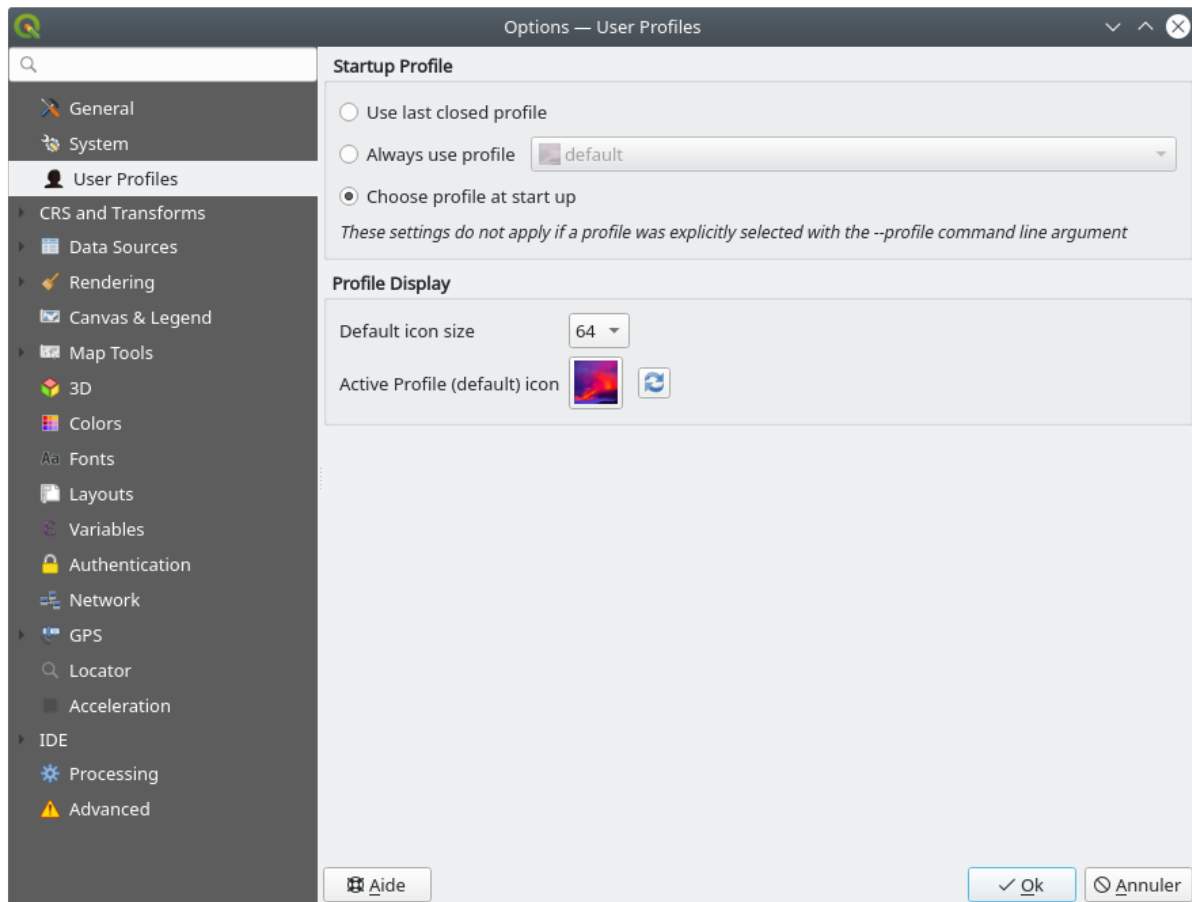 Options — User Profiles
Startup Profile
General
Use last closed profile
System
Always use profile default
User Profiles
Choose profile at start up
CRS and Transforms
These settings do not apply if a profile was explicitly selected with the --profile command line argument
Data Sources
Rendering
Profile Display
Canvas & Legend
Default icon size 64
Map Tools
Active Profile (default) icon
3D
Colors
Aa Fonts
Layouts
ε Variables
Authentication
Network
GPS
Locator
Acceleration
IDE
Processing
Advanced
Aide Ok Annuler